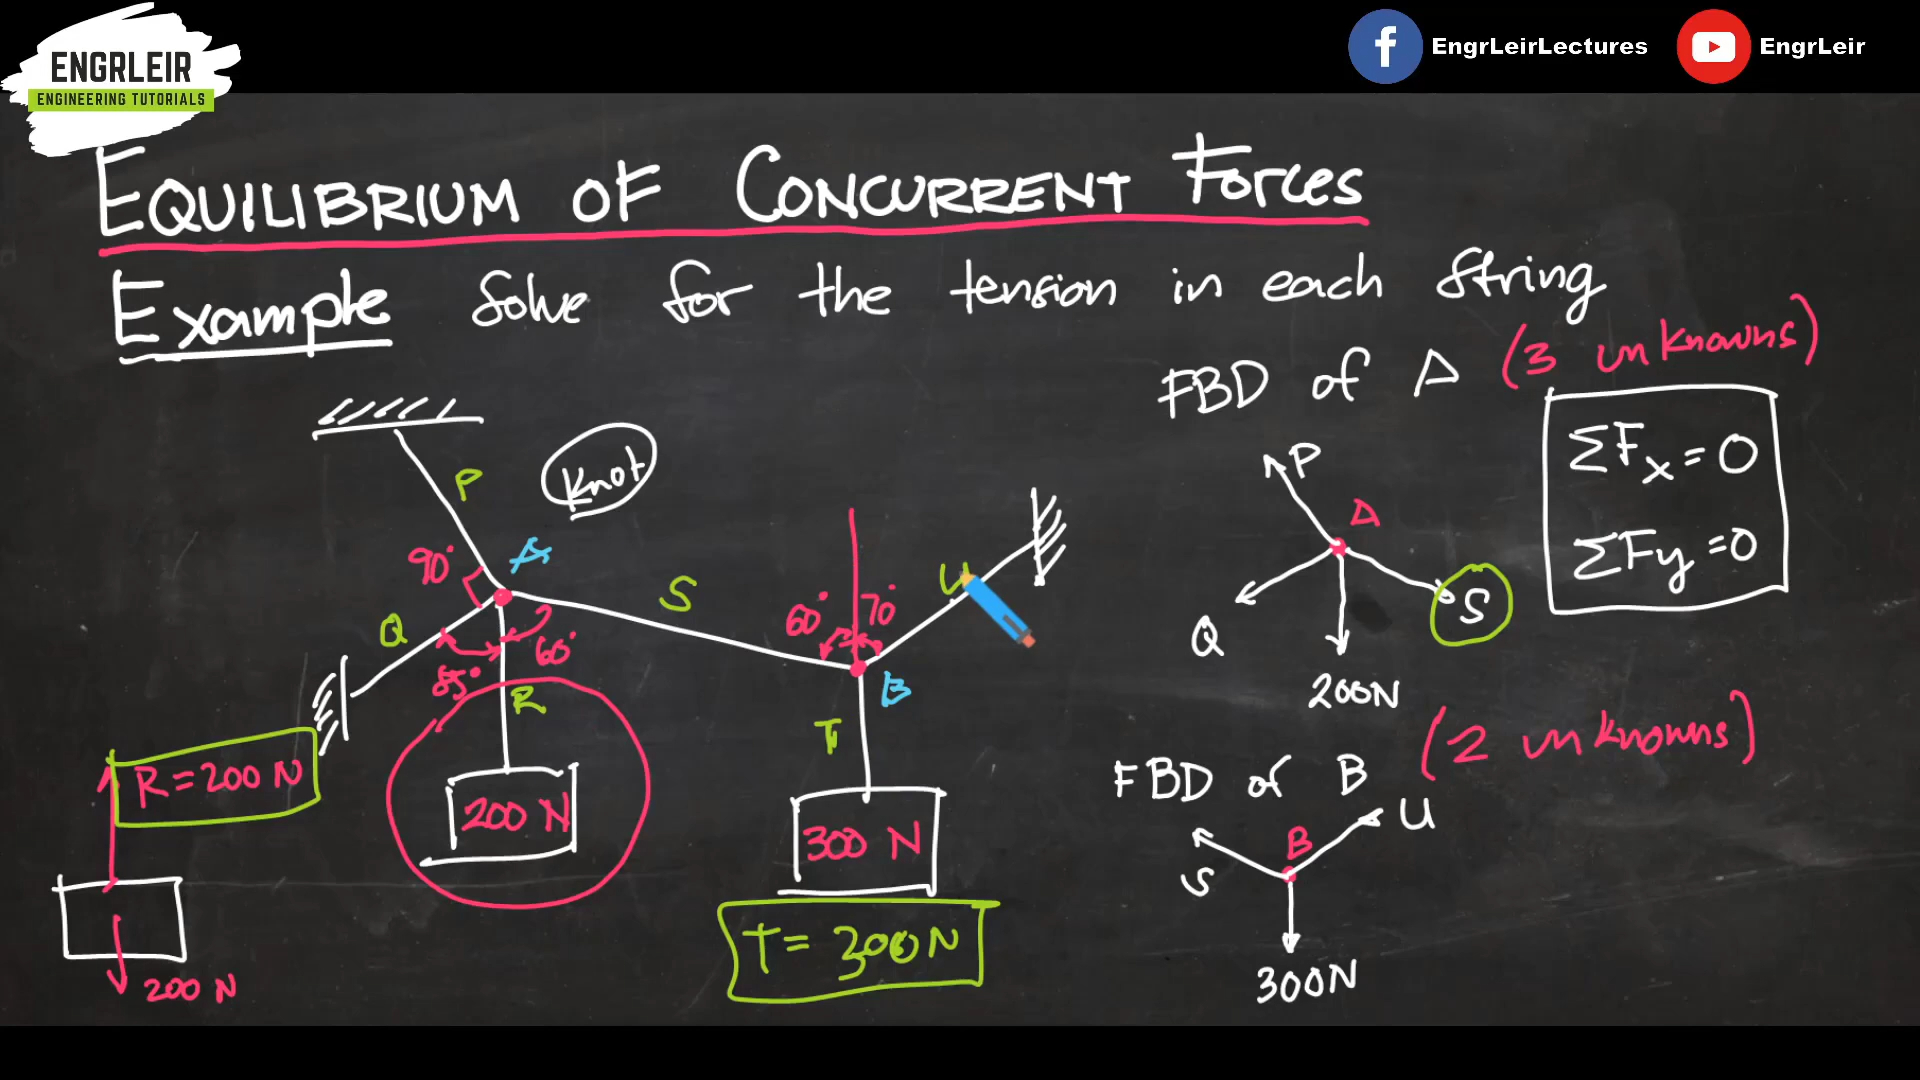 ENGRLEIR
ENGINEERING TUTORIALS
EngrLeirLectures
EngrLeir
EQUILIBRIUM OF CONCURRENT FORCES
Example Solve for the tension in each string
FBD of A (3 unknowns)
ΣFx = 0
ΣFy = 0
P
Knot
90°
A
Q
S
60°
70°
U
85°
60°
R
B
T
R = 200 N
200 N
300 N
200 N
T = 300 N
P
A
Q
S
200N
FBD of B (2 unknowns)
U
B
S
300N